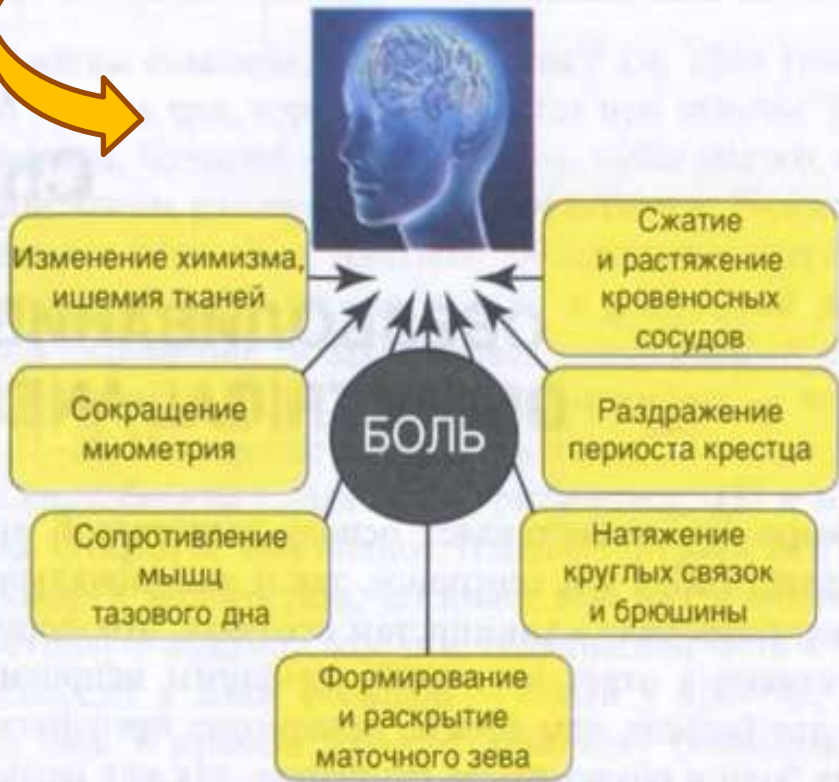 Изменение химизма,
ишемия тканей
Сжатие
и растяжение
кровеносных
сосудов
Сокращение
миометрия
БОЛЬ
Раздражение
периоста крестца
Сопротивление
мышц
тазового дна
Натяжение
круглых связок
и брюшины
Формирование
и раскрытие
маточного зева